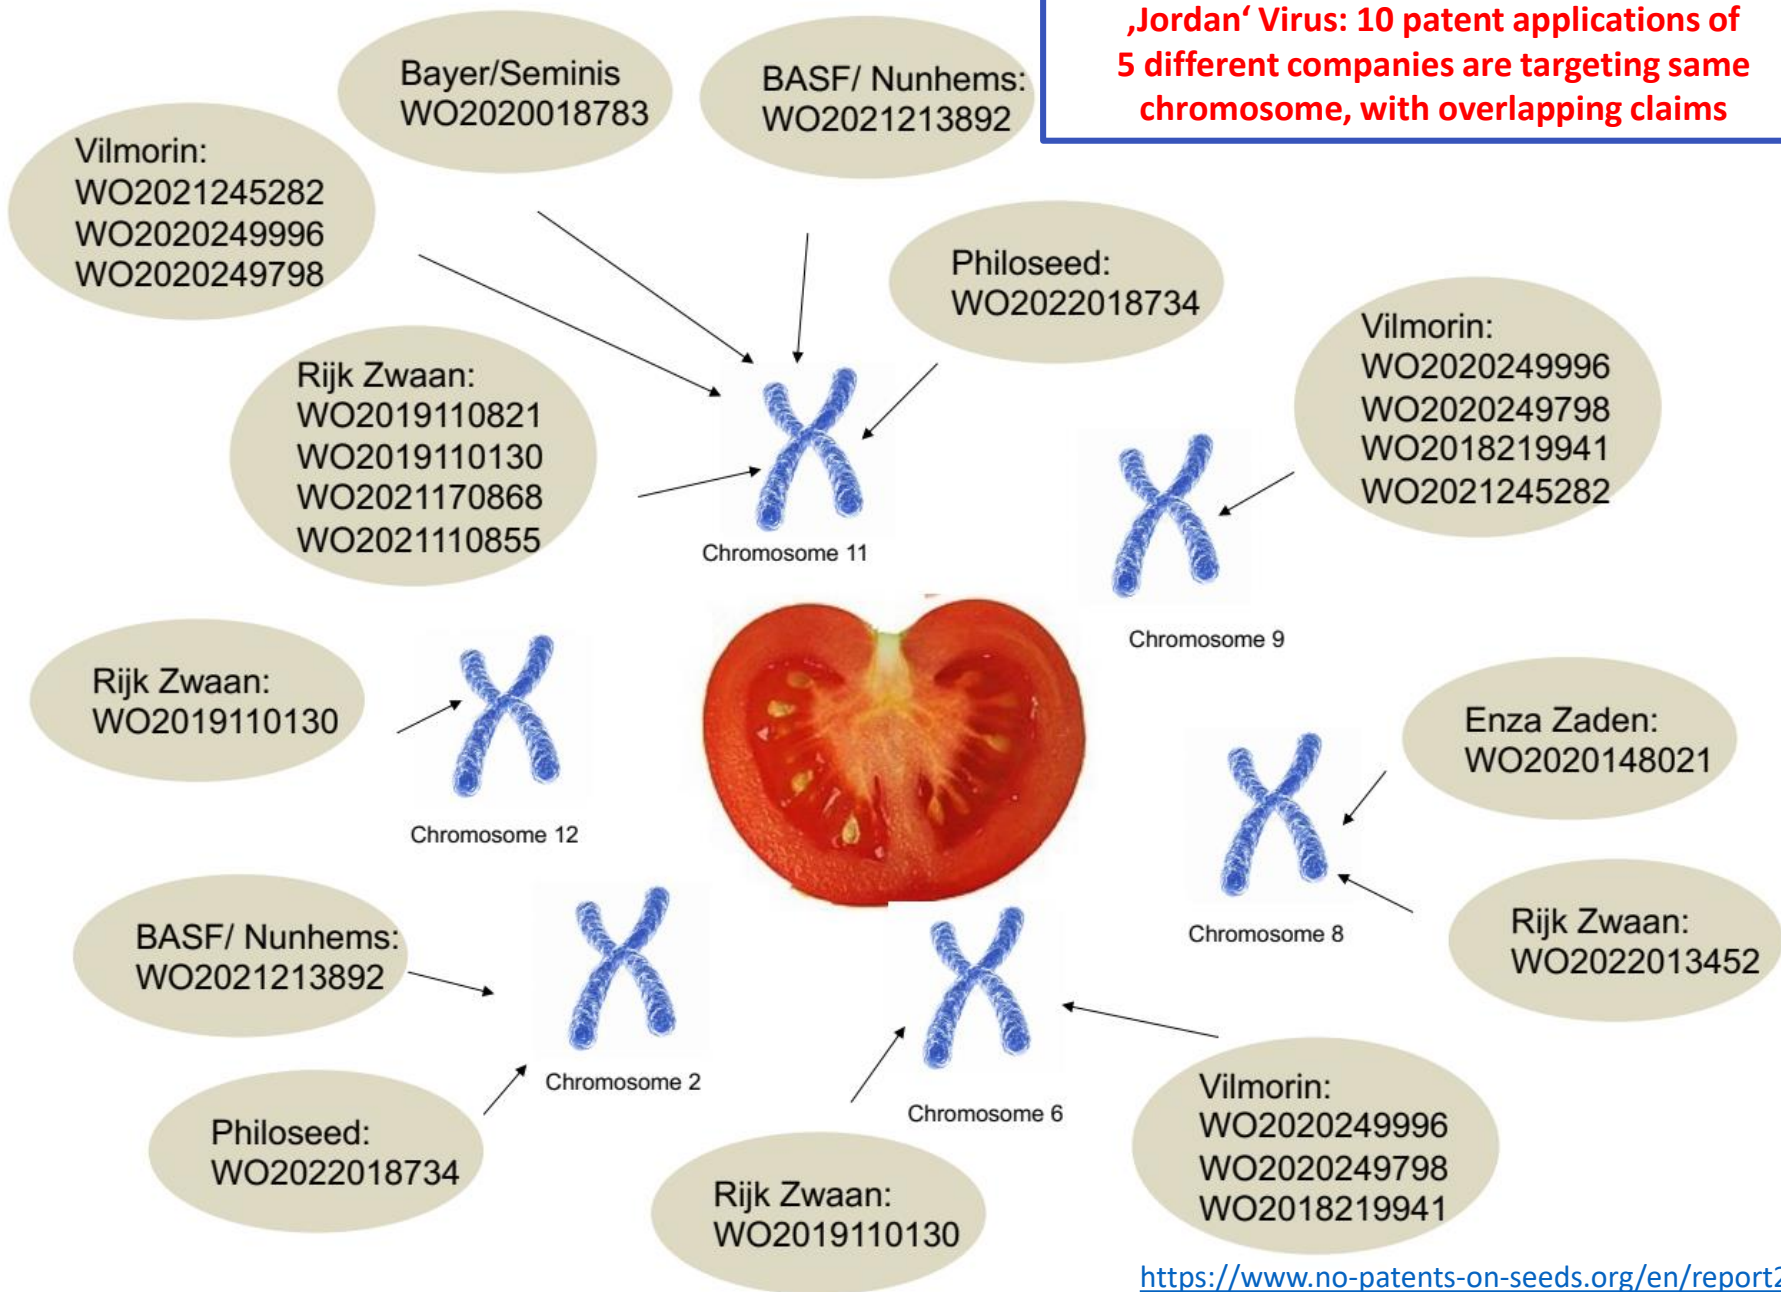 ‚Jordan‘ Virus: 10 patent applications of
5 different companies are targeting same
chromosome, with overlapping claims
Bayer/Seminis
WO2020018783
BASF/ Nunhems:
WO2021213892
Vilmorin:
WO2021245282
WO2020249996
WO2020249798
Philoseed:
WO2022018734
Vilmorin:
WO2020249996
WO2020249798
WO2018219941
WO2021245282
Rijk Zwaan:
WO2019110821
WO2019110130
WO2021170868
WO2021110855
Chromosome 11
Chromosome 9
Rijk Zwaan:
WO2019110130
Chromosome 12
Enza Zaden:
WO2020148021
Chromosome 8
Rijk Zwaan:
WO2022013452
BASF/ Nunhems:
WO2021213892
Chromosome 2
Philoseed:
WO2022018734
Chromosome 6
Rijk Zwaan:
WO2019110130
Vilmorin:
WO2020249996
WO2020249798
WO2018219941
https://www.no-patents-on-seeds.org/en/report2